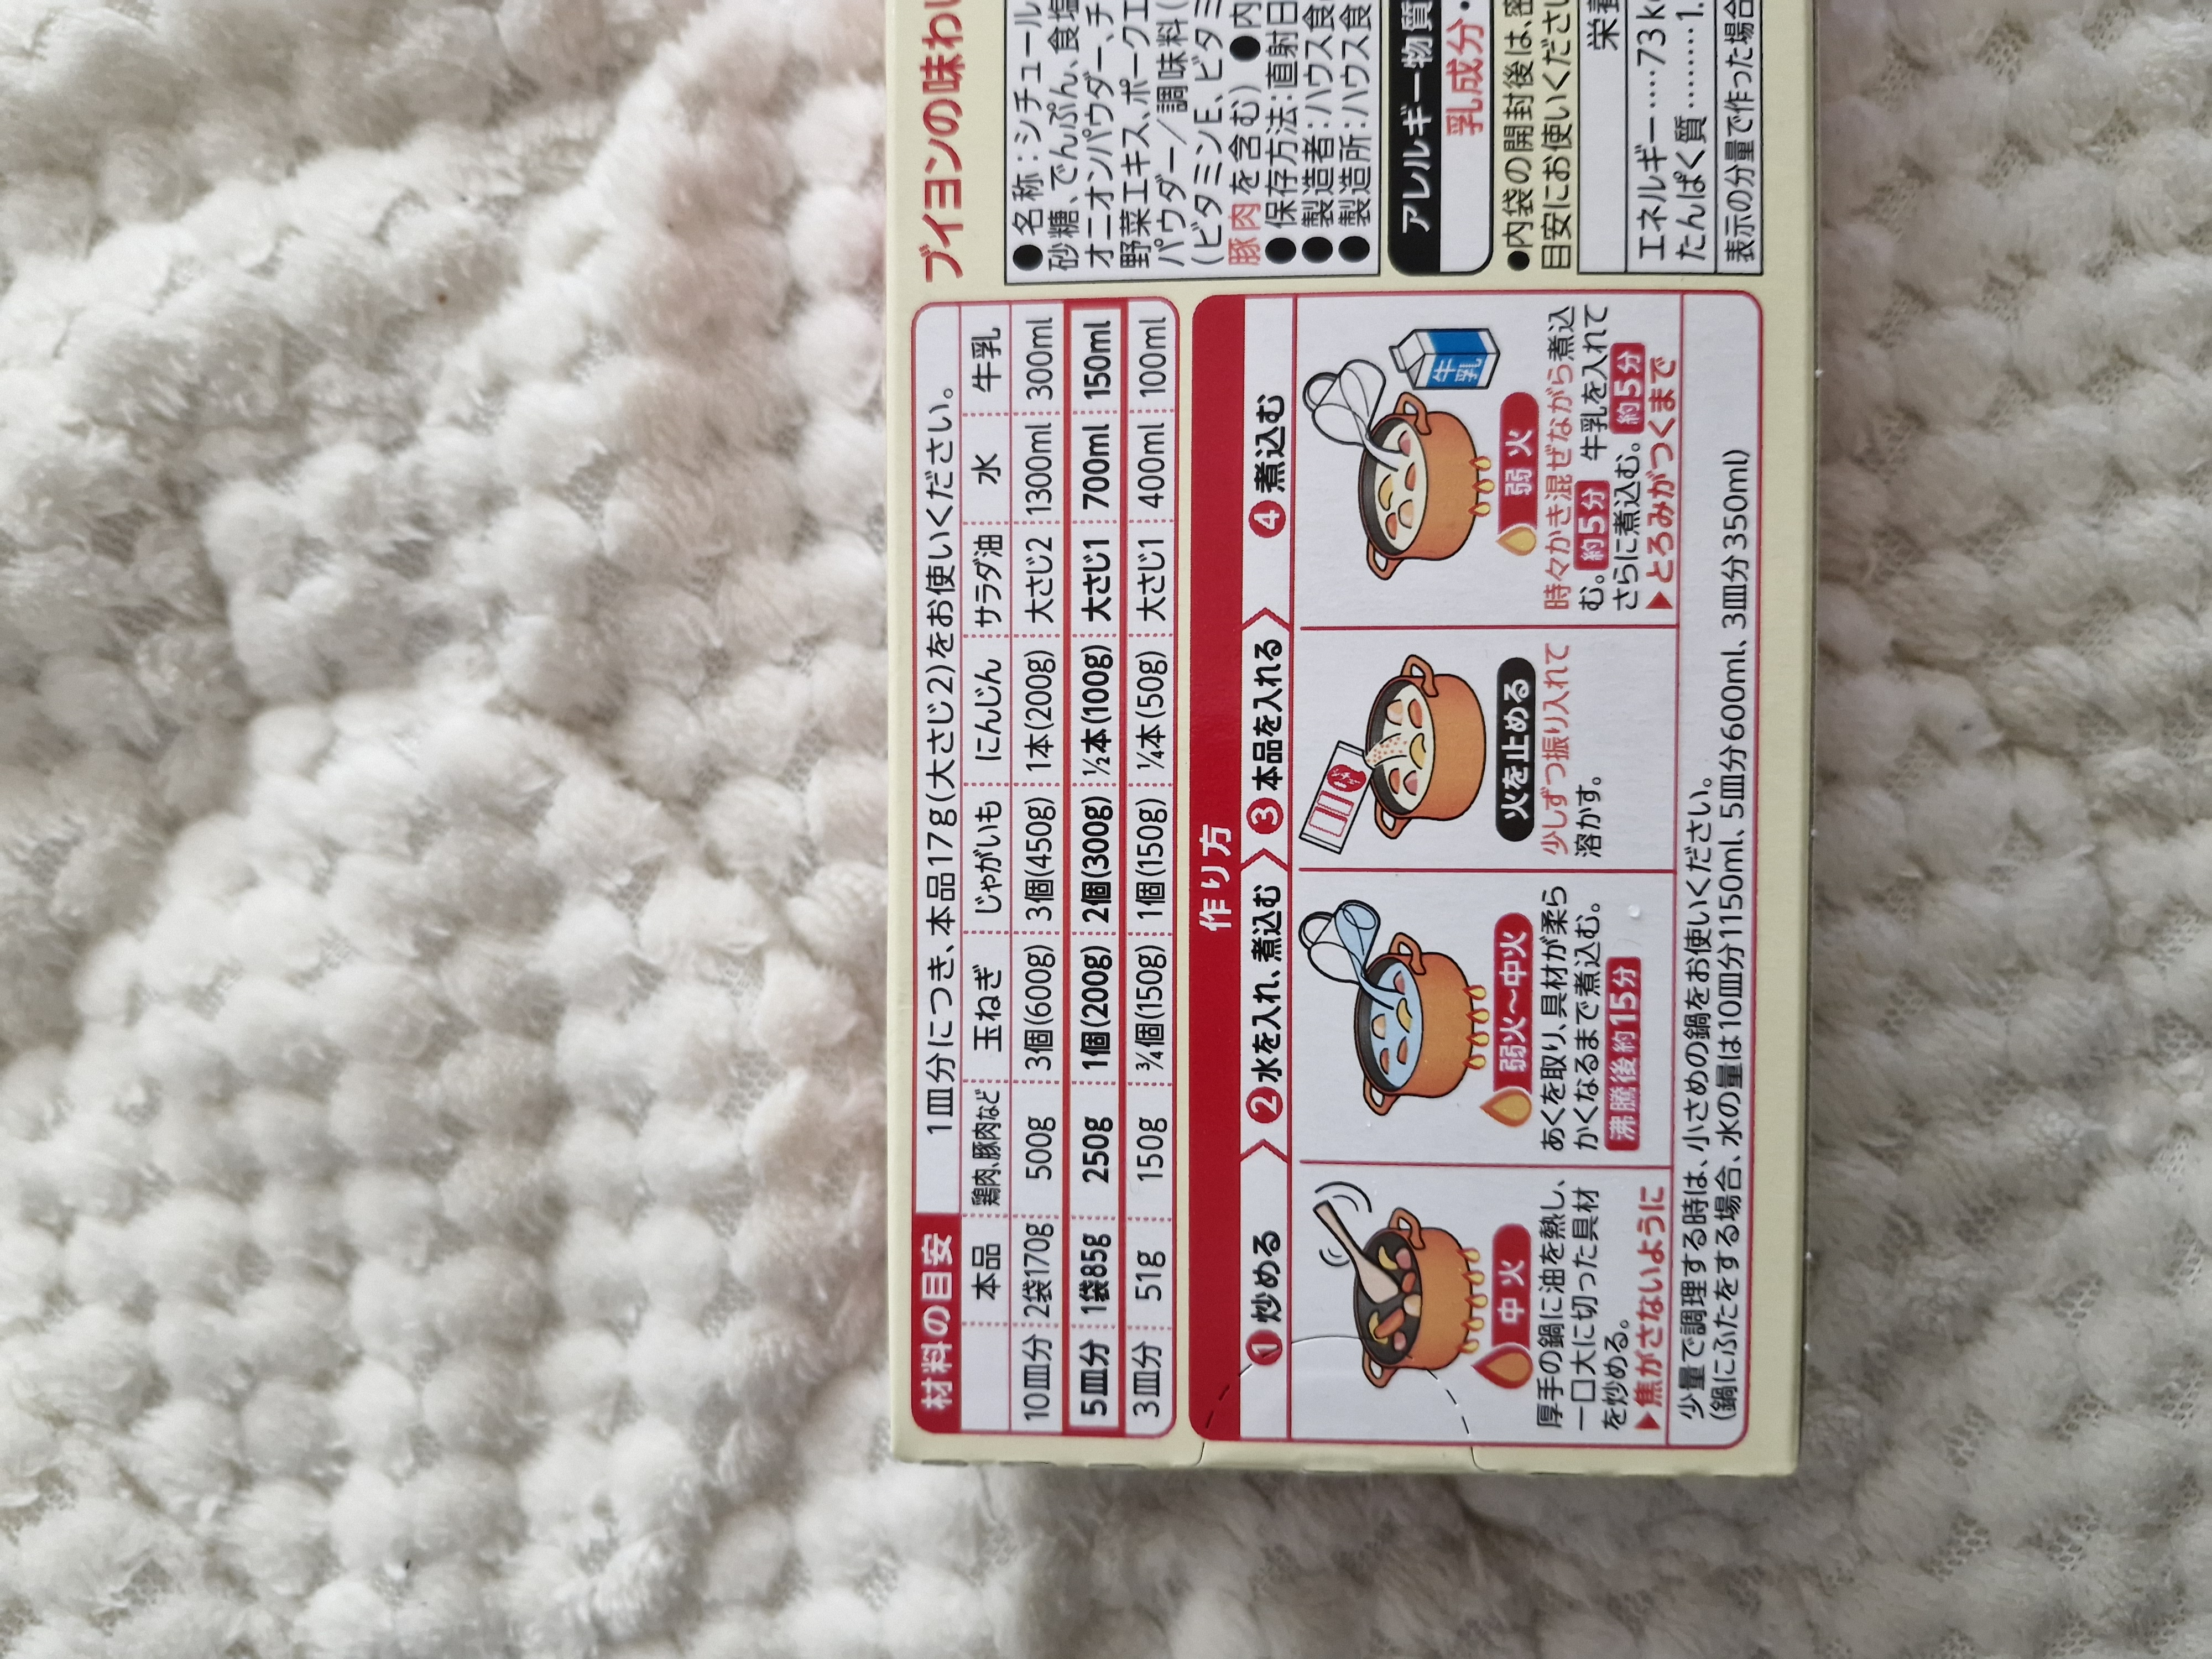 材料の目安 1皿分につき、本品17g(大さじ2)をお使いください。
本品 鶏肉、豚肉など 玉ねぎ じゃがいも にんじん サラダ油 水 牛乳
10皿分 2袋170g 500g 3個(600g) 3個(450g) 1本(200g) 大さじ2 1300ml 300ml
5皿分 1袋85g 250g 1個(200g) 2個(300g) ½本(100g) 大さじ1 700ml 150ml
3皿分 51g 150g ¾個(150g) 1個(150g) ¼本(50g) 大さじ1 400ml 100ml
作り方
1 炒める
中火
厚手の鍋に油を熱し、
一口大に切った具材
を炒める。
▶焦がさないように
2 水を入れ、煮込む
弱火～中火
あくを取り、具材が柔ら
かくなるまで煮込む。
沸騰後約15分
3 本品を入れる
火を止める
少しずつ振り入れて
溶かす。
4 煮込む
牛乳
弱火
時々かき混ぜながら煮込
む。約5分 牛乳を入れて
さらに煮込む。約5分
▶とろみがつくまで
少量で調理する時は、小さめの鍋をお使いください。
(鍋にふたをする場合、水の量は10皿分1150ml、5皿分600ml、3皿分350ml)
ブイヨンの味わい
●名称:シチュール
砂糖、でんぷん、食塩
オニオンパウダー、チ
野菜エキス、ポークエ
パウダー/調味料(
(ビタミンE、ビタミ
豚肉を含む) ●内
●保存方法:直射日
●製造者:ハウス食
●製造所:ハウス食
アレルギー物質
乳成分・
●内袋の開封後は、密
目安にお使いください
栄養
エネルギー……73k
たんぱく質………1.
表示の分量で作った場合